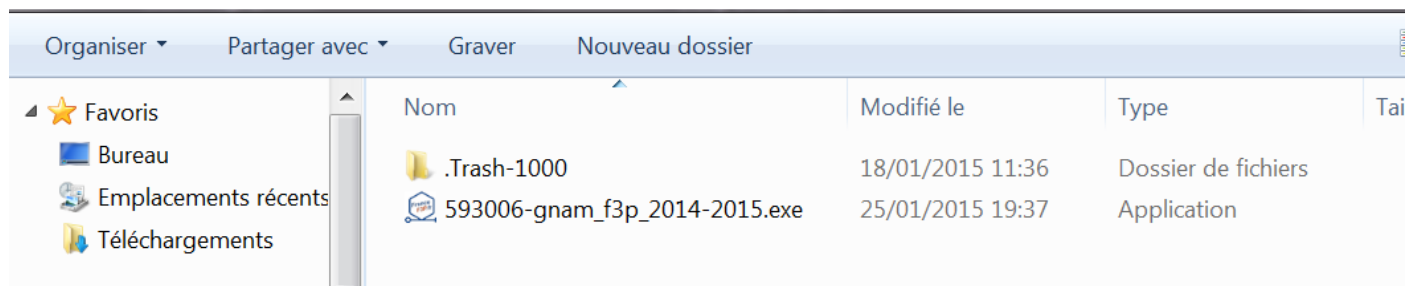 Organiser Partager avec Graver Nouveau dossier
Favoris
Bureau
Emplacements récents
Téléchargements
Nom Modifié le Type Tai
.Trash-1000 18/01/2015 11:36 Dossier de fichiers
593006-gnam_f3p_2014-2015.exe 25/01/2015 19:37 Application